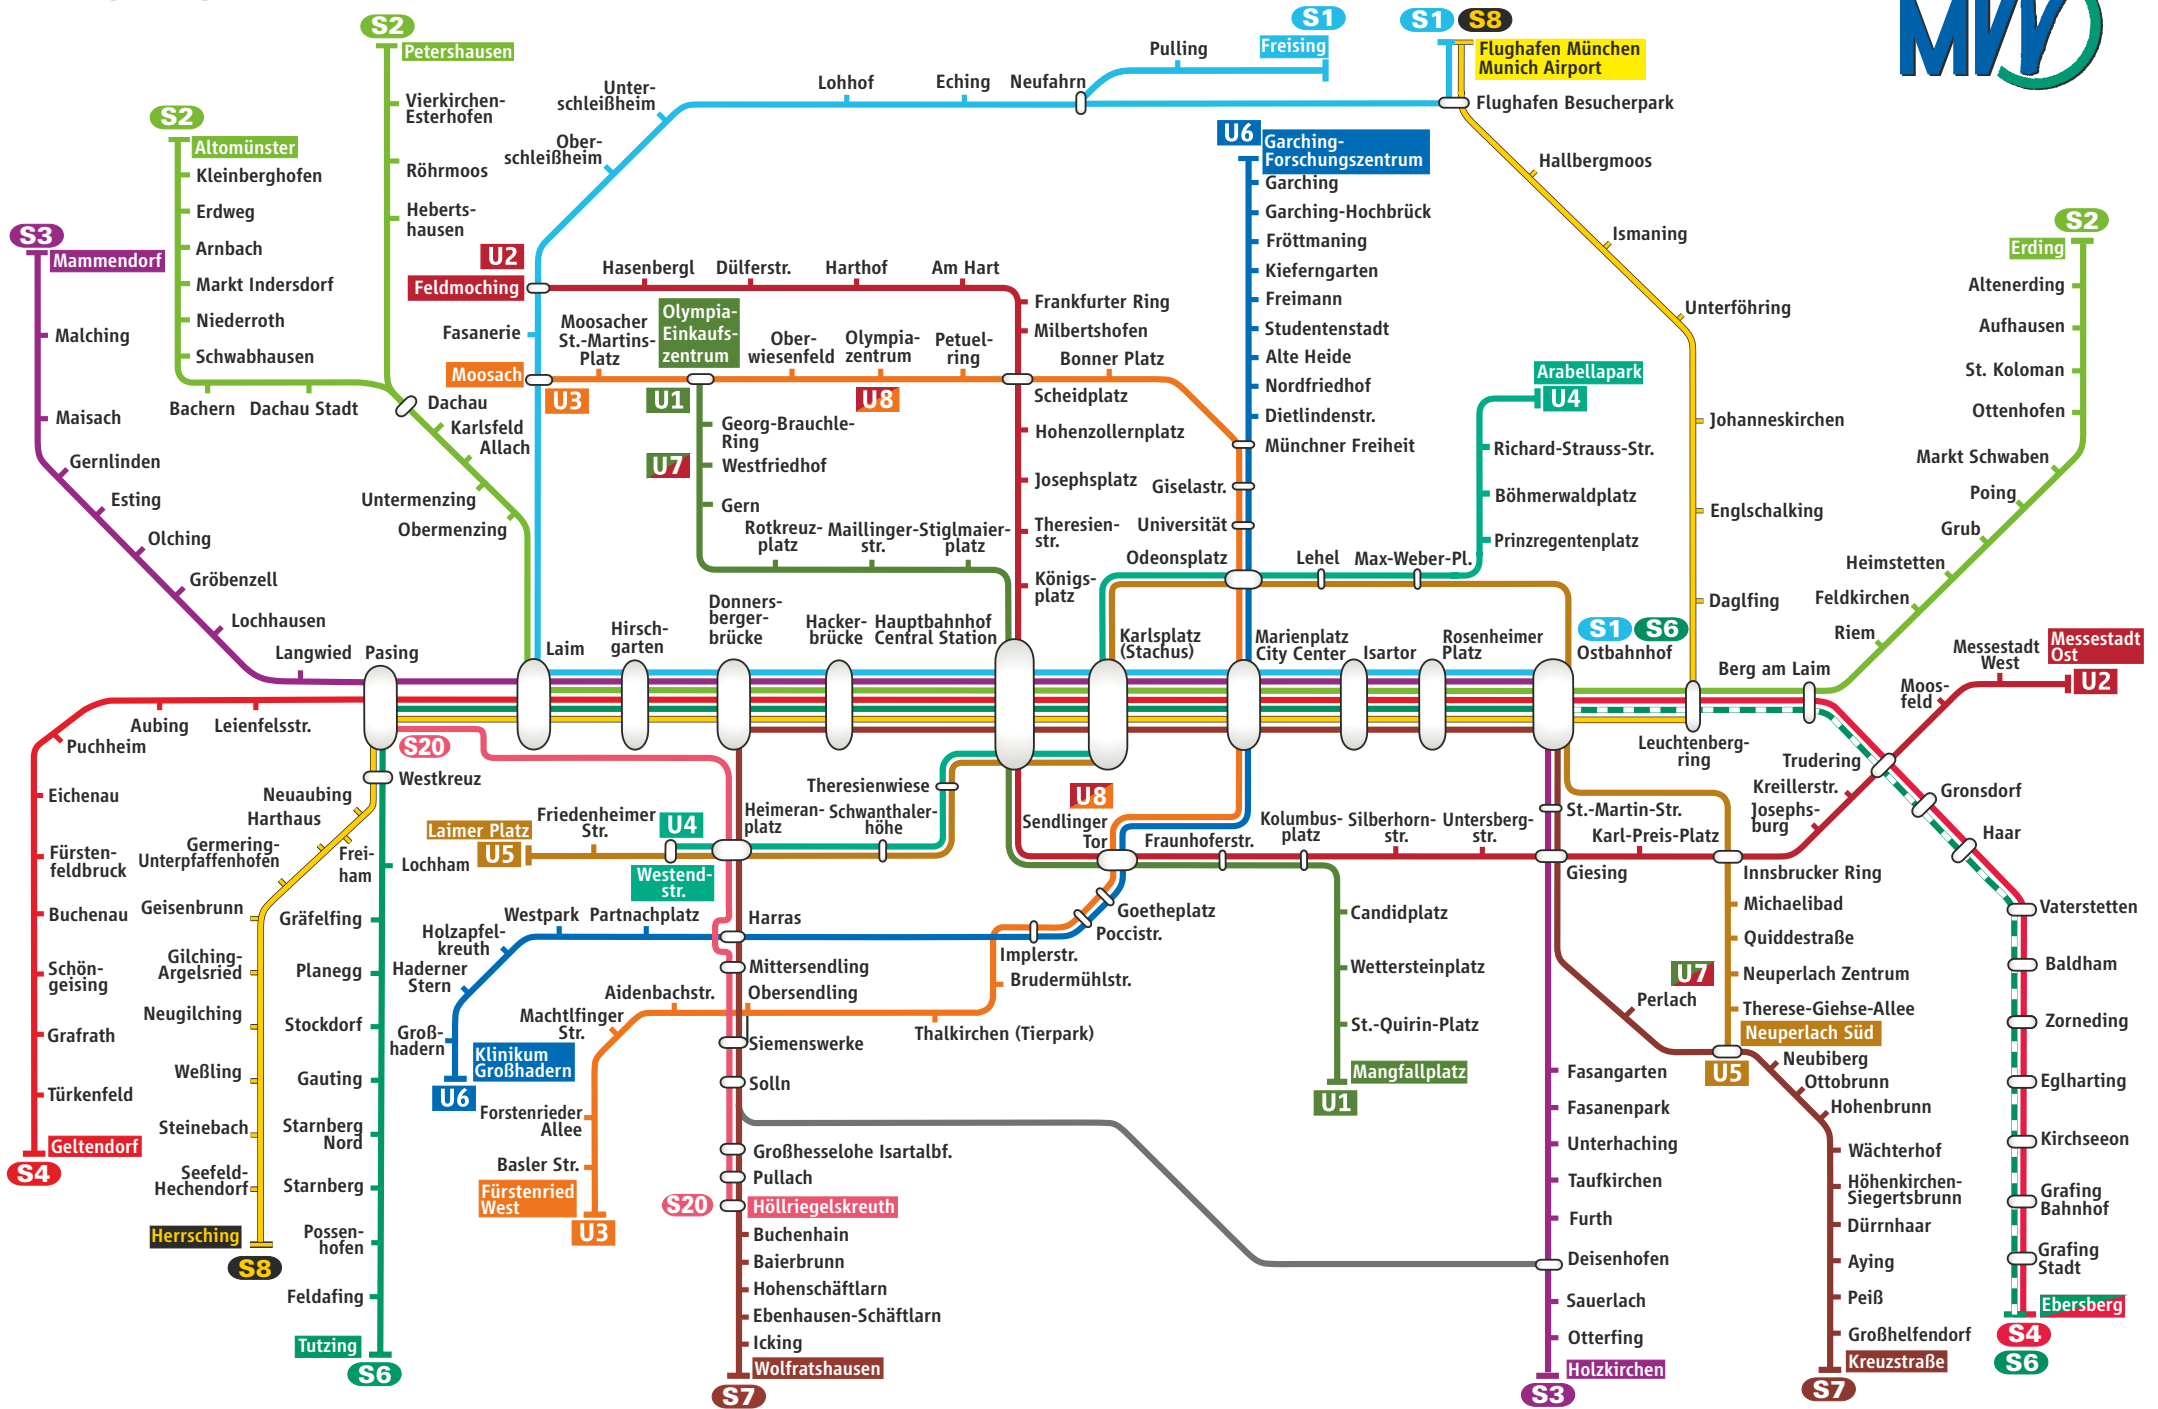 S2
Petershausen
Vierkirchen-
Esterhofen
Röhrmoos
Heberts-
hausen
S2
Altomünster
Kleinberghofen
Erdweg
Arnbach
Markt Indersdorf
Niederroth
Schwabhausen
Bachern
Dachau Stadt
Dachau
Karlsfeld
Allach
Untermenzing
Obermenzing
S3
Mammendorf
Malching
Maisach
Gernlinden
Esting
Olching
Gröbenzell
Lochhausen
Langwied
Pasing
S1
Freising
Pulling
Neufahrn
Eching
Lohhof
Unter-
schleißheim
Ober-
schleißheim
S1
S8
Flughafen München
Munich Airport
Flughafen Besucherpark
Hallbergmoos
Ismaning
Unterföhring
Johanneskirchen
Englschalking
Daglfing
MVV
U2
Feldmoching
Hasenbergl
Dülferstr.
Harthof
Am Hart
Frankfurter Ring
Milbertshofen
Fasanerie
Moosach
U3
Moosacher
St.-Martins-
Platz
Olympia-
Einkaufs-
zentrum
U1
Ober-
wiesenfeld
Olympia-
zentrum
U8
Petuel-
ring
Bonner Platz
Scheidplatz
Hohenzollernplatz
Josephsplatz
Theresien-
str.
Königs-
platz
Georg-Brauchle-
Ring
U7
Westfriedhof
Gern
Rotkreuz-
platz
Maillinger-
str.
Stiglmaier-
platz
U6
Garching-
Forschungszentrum
Garching
Garching-Hochbrück
Fröttmaning
Kieferngarten
Freimann
Studentenstadt
Alte Heide
Nordfriedhof
Dietlindenstr.
Münchner Freiheit
Giselastr.
Universität
Odeonsplatz
Lehel
Max-Weber-Pl.
Arabellapark
U4
Richard-Strauss-Str.
Böhmerwaldplatz
Prinzregentenplatz
S2
Erding
Altenerding
Aufhausen
St. Koloman
Ottenhofen
Markt Schwaben
Poing
Grub
Heimstetten
Feldkirchen
Riem
Berg am Laim
Messestadt
West
Messestadt
Ost
U2
Moos-
feld
Laim
Hirsch-
garten
Donners-
berger-
brücke
Hacker-
brücke
Hauptbahnhof
Central Station
Karlsplatz
(Stachus)
Marienplatz
City Center
Isartor
Rosenheimer
Platz
S1
S6
Ostbahnhof
Leuchtenberg-
ring
Aubing
Leienfelsstr.
Puchheim
Eichenau
Fürsten-
feldbruck
Buchenau
Schön-
geising
Grafrath
Türkenfeld
Geltendorf
S4
S20
Westkreuz
Neuaubing
Harthaus
Germering-
Unterpfaffenhofen
Frei-
ham
Geisenbrunn
Gilching-
Argelsried
Neugilching
Weßling
Steinebach
Seefeld-
Hechendorf
Herrsching
S8
Lochham
Gräfelfing
Planegg
Stockdorf
Gauting
Starnberg
Nord
Starnberg
Possen-
hofen
Feldafing
Tutzing
S6
Laimer Platz
U5
Friedenheimer
Str.
U4
Westend-
str.
Heimeran-
platz
Schwanthaler-
höhe
Theresienwiese
U8
Sendlinger
Tor
Fraunhoferstr.
Kolumbus-
platz
Silberhorn-
str.
Untersberg-
str.
St.-Martin-Str.
Giesing
Karl-Preis-Platz
Innsbrucker Ring
Josephs-
burg
Kreillerstr.
Trudering
Gronsdorf
Haar
Vaterstetten
Baldham
Zorneding
Eglharting
Kirchseeon
Grafing
Bahnhof
Grafing
Stadt
Ebersberg
S4
S6
Michaelibad
Quiddestraße
U7
Neuperlach Zentrum
Therese-Giehse-Allee
Neuperlach Süd
U5
Perlach
Neubiberg
Ottobrunn
Hohenbrunn
Wächterhof
Höhenkirchen-
Siegertsbrunn
Dürrnhaar
Aying
Peiß
Großhelfendorf
Kreuzstraße
S7
Candidplatz
Wettersteinplatz
St.-Quirin-Platz
Mangfallplatz
U1
Goetheplatz
Poccistr.
Implerstr.
Brudermühlstr.
Thalkirchen (Tierpark)
Obersendling
Aidenbachstr.
Machtlfinger
Str.
Forstenrieder
Allee
Basler Str.
Fürstenried
West
U3
Harras
Partnachplatz
Westpark
Holzapfel-
kreuth
Haderner
Stern
Groß-
hadern
Klinikum
Großhadern
U6
Mittersendling
Siemenswerke
Solln
Großhesselohe Isartalbf.
Pullach
S20
Höllriegelskreuth
Buchenhain
Baierbrunn
Hohenschäftlarn
Ebenhausen-Schäftlarn
Icking
Wolfratshausen
S7
Fasangarten
Fasanenpark
Unterhaching
Taufkirchen
Furth
Deisenhofen
Sauerlach
Otterfing
Holzkirchen
S3